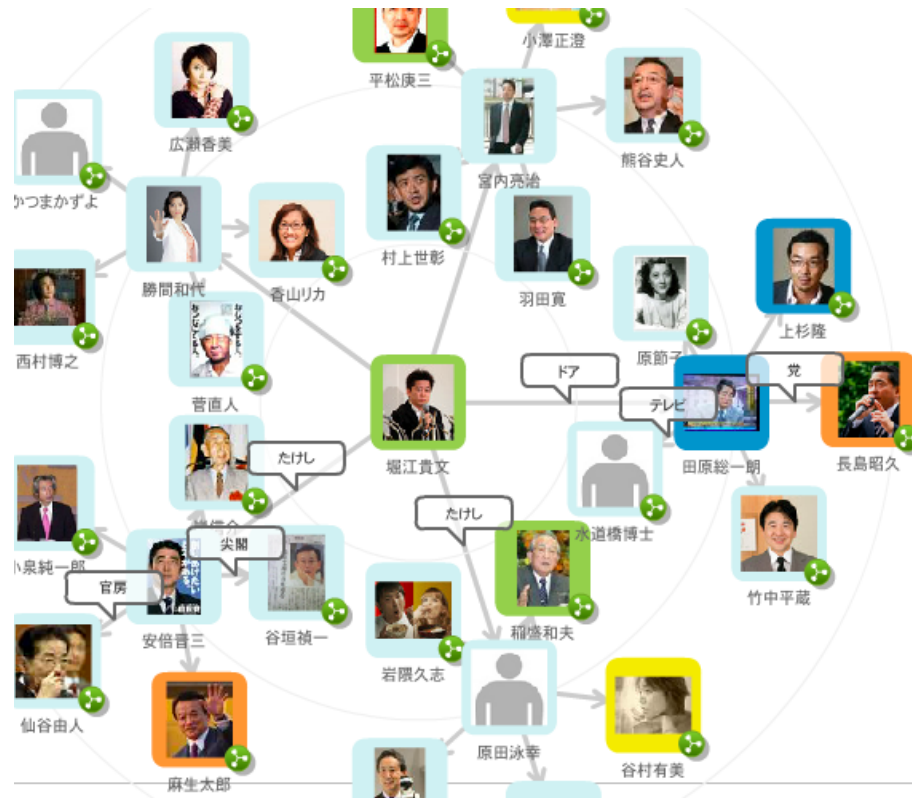 小澤正澄
平松庚三
広瀬香美
熊谷史人
宮内亮治
かつまかずよ
村上世彰
勝間和代
香山リカ
羽田寛
上杉隆
西村博之
原節子
ドア
党
菅直人
テレビ
堀江貴文
田原総一朗
長島昭久
たけし
たけし
水道橋博士
尖閣
小泉純一郎
官房
竹中平蔵
安倍晋三
谷垣禎一
稲盛和夫
岩隈久志
仙谷由人
原田泳幸
谷村有美
麻生太郎